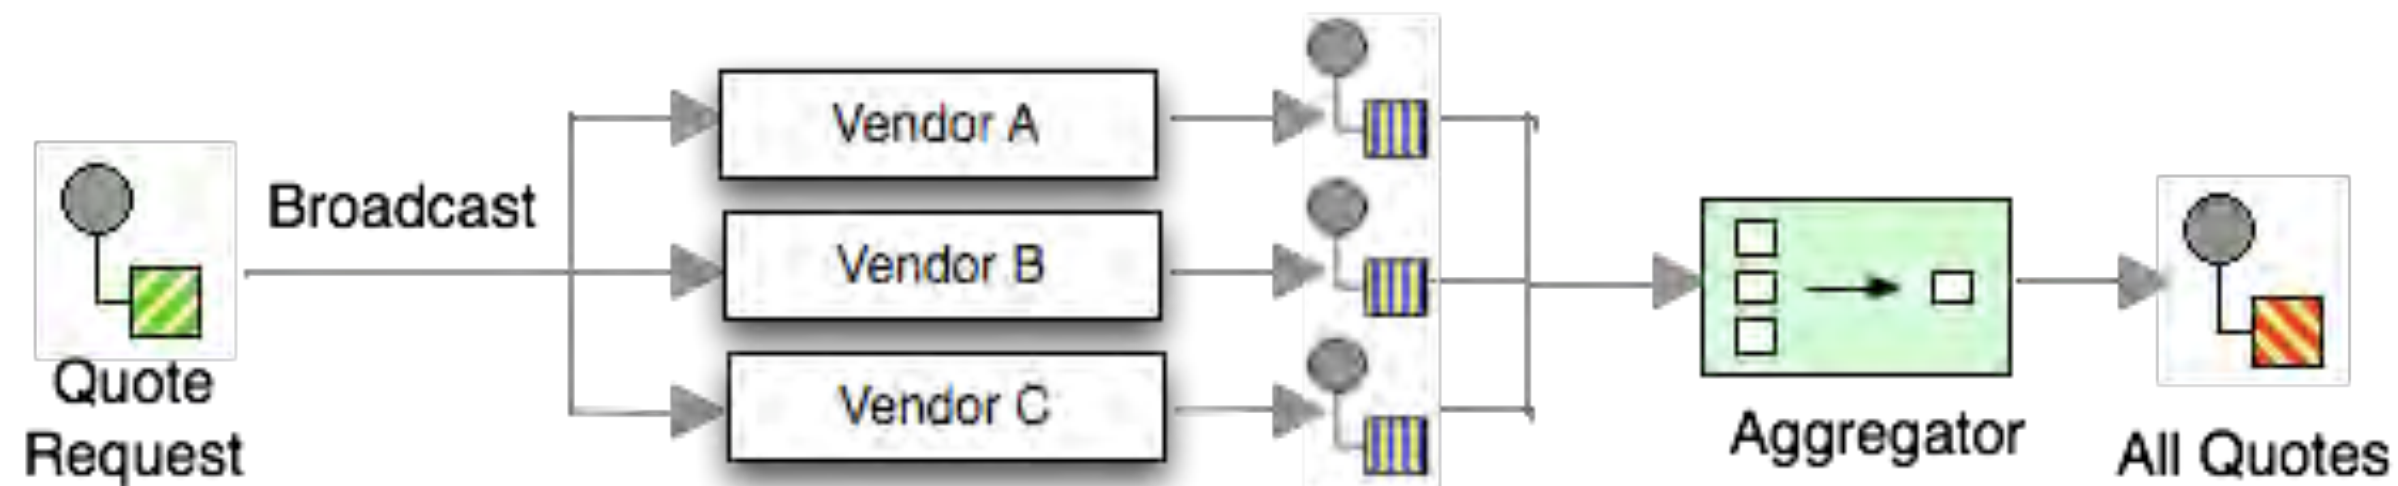 Quote
Request
Broadcast
Vendor A
Vendor B
Vendor C
Aggregator
All Quotes